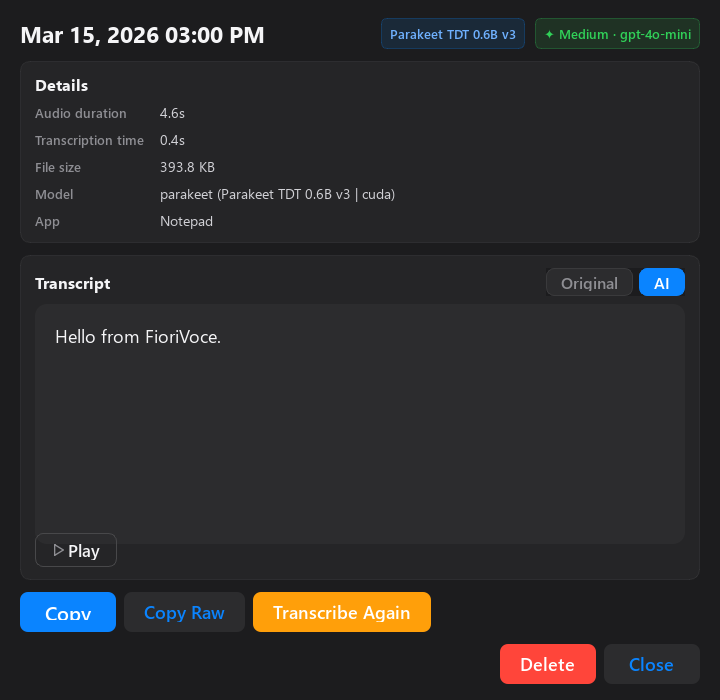 Mar 15, 2026 03:00 PM
Parakeet TDT 0.6B v3
✦ Medium · gpt-4o-mini
Details
Audio duration 4.6s
Transcription time 0.4s
File size 393.8 KB
Model parakeet (Parakeet TDT 0.6B v3 | cuda)
App Notepad
Transcript
Original
AI
Hello from FioriVoce.
▷ Play
Copy
Copy Raw
Transcribe Again
Delete
Close